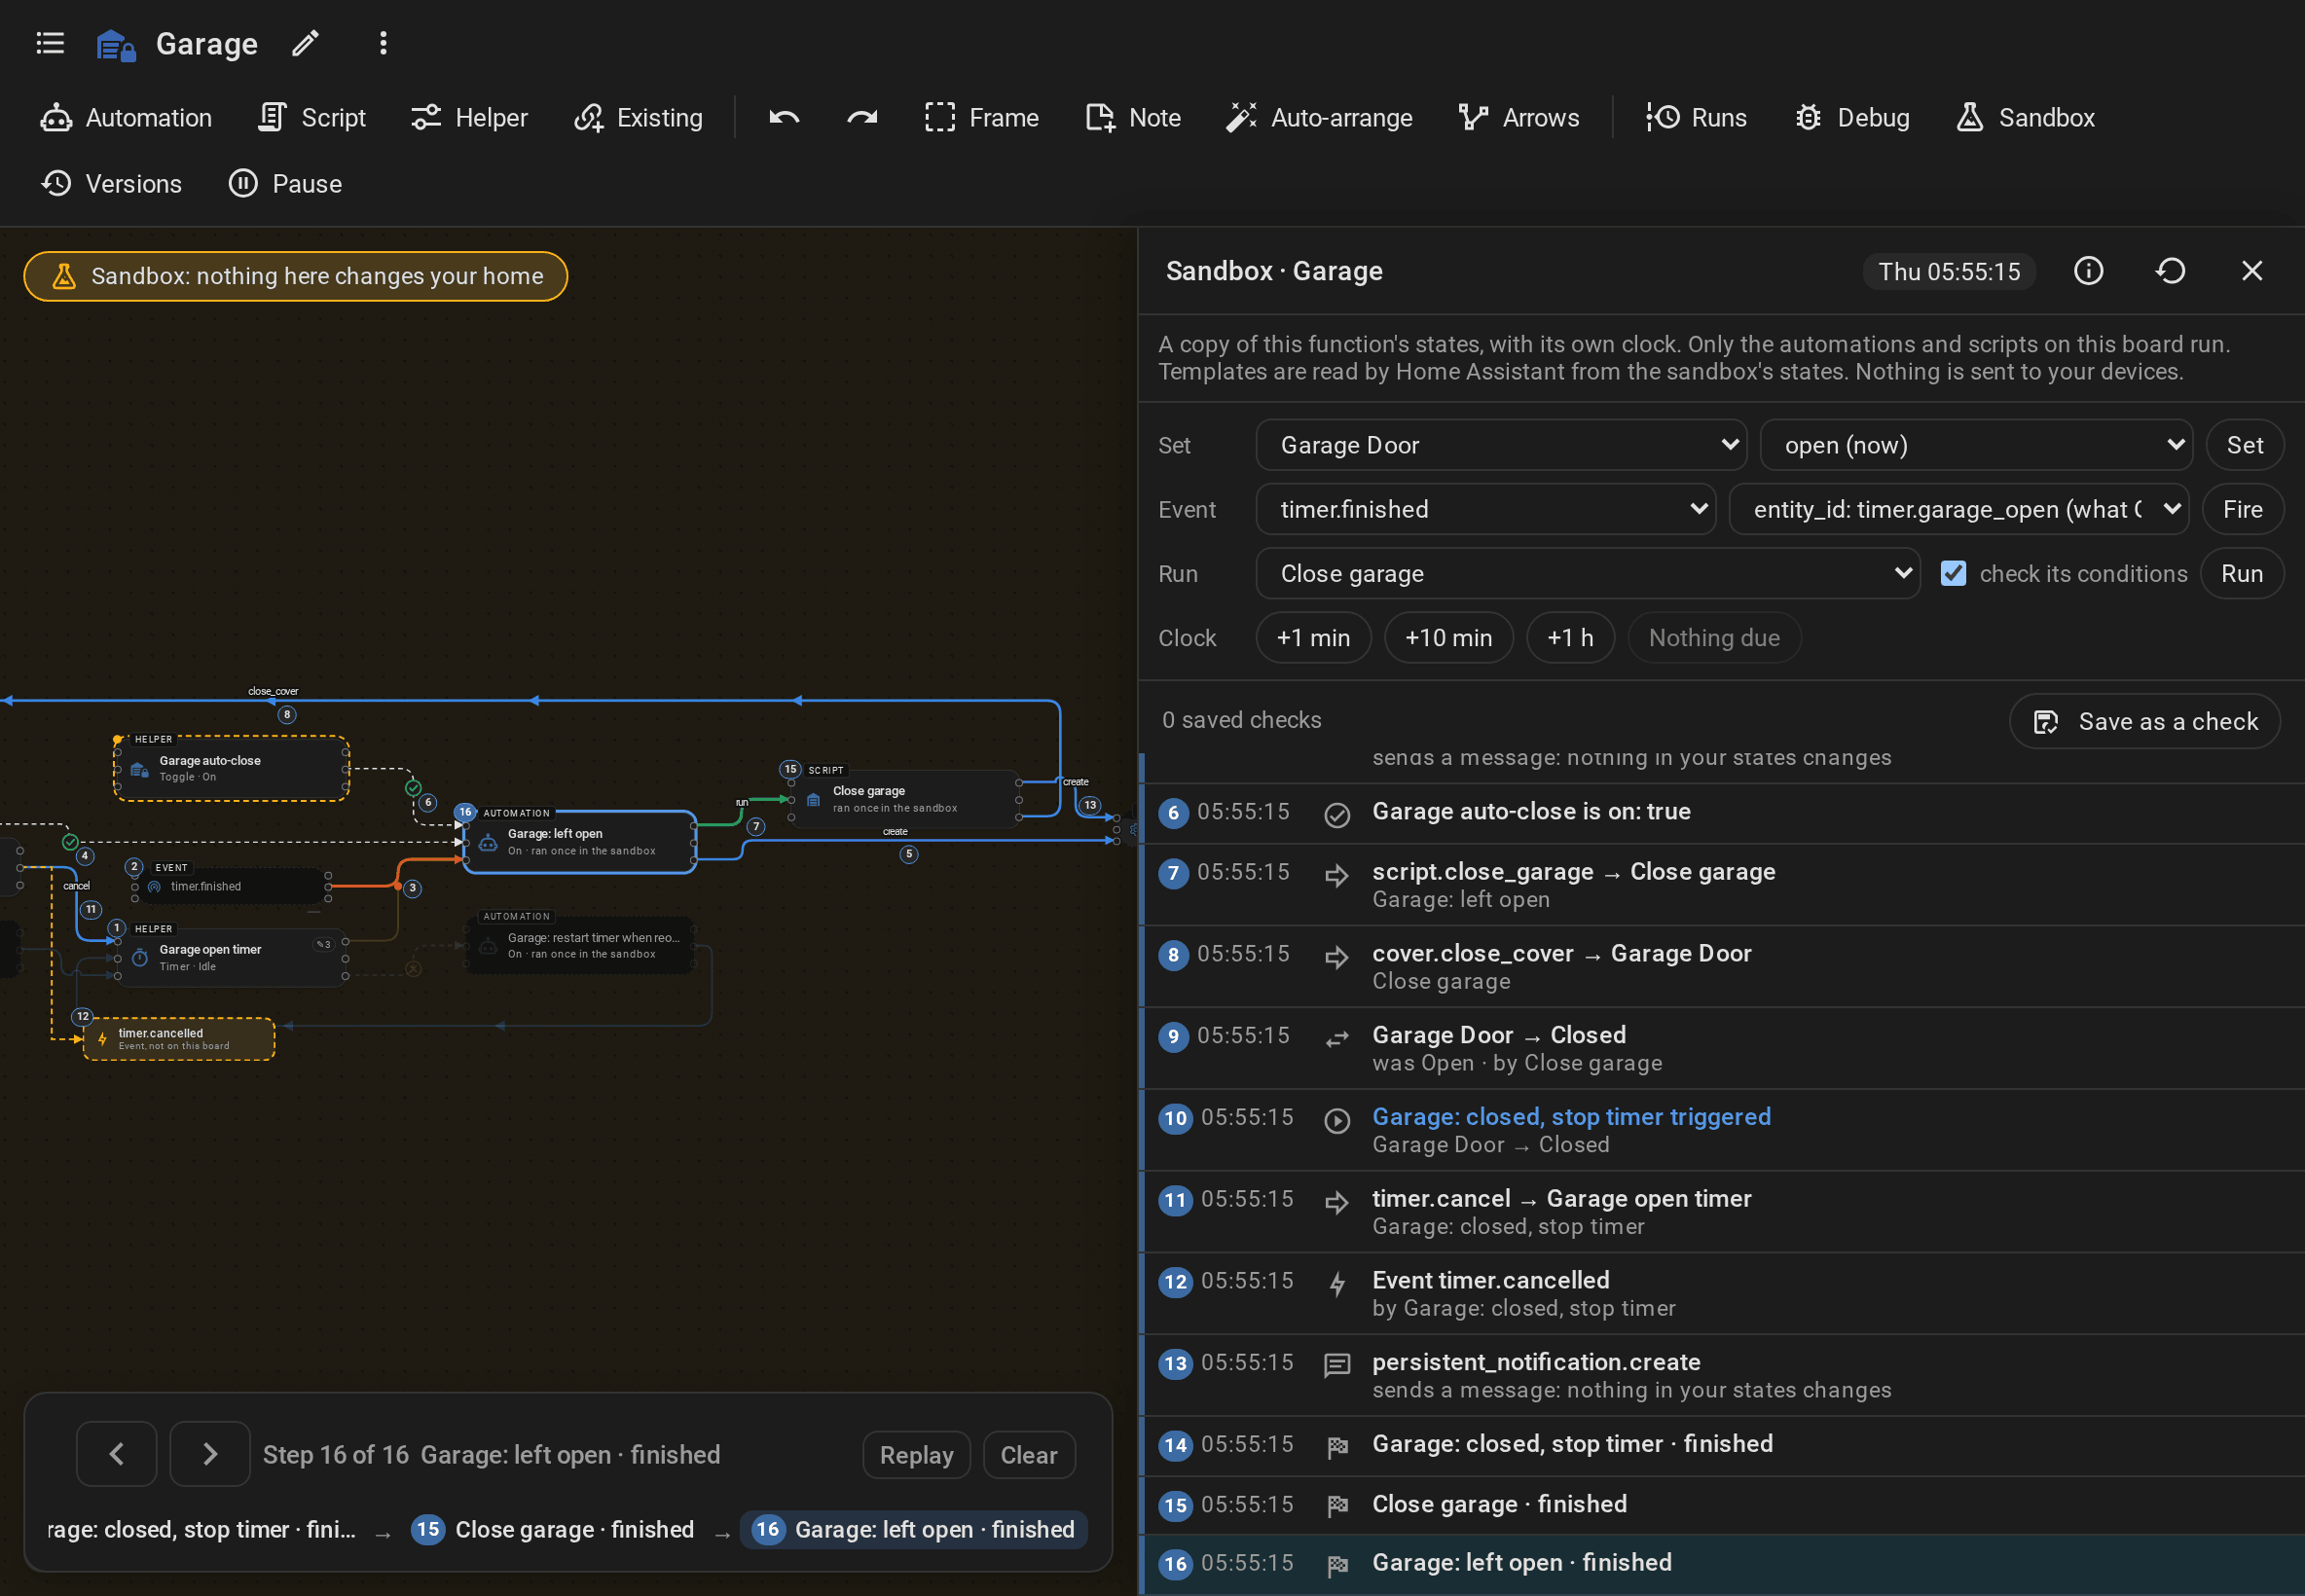 Garage
Automation Script Helper Existing Frame Note Auto-arrange Arrows Runs Debug Sandbox
Versions Pause
Sandbox: nothing here changes your home
close_cover
8
HELPER
Garage auto-close
Toggle · On
6
4
cancel
11
2 EVENT
timer.finished
3
1 HELPER
Garage open timer
Timer · Idle
3
12
timer.cancelled
Event, not on this board
16 AUTOMATION
Garage: left open
On · ran once in the sandbox
AUTOMATION
Garage: restart timer when reo...
On · ran once in the sandbox
run
7
15 SCRIPT
Close garage
ran once in the sandbox
create
5
create
13
Step 16 of 16 Garage: left open · finished
Replay Clear
rage: closed, stop timer · fini... → 15 Close garage · finished → 16 Garage: left open · finished
Sandbox · Garage
Thu 05:55:15
A copy of this function's states, with its own clock. Only the automations and scripts on this board run.
Templates are read by Home Assistant from the sandbox's states. Nothing is sent to your devices.
Set Garage Door open (now) Set
Event timer.finished entity_id: timer.garage_open (what Fire
Run Close garage check its conditions Run
Clock +1 min +10 min +1 h Nothing due
0 saved checks Save as a check
sends a message: nothing in your states changes
6 05:55:15 Garage auto-close is on: true
7 05:55:15 script.close_garage → Close garage
Garage: left open
8 05:55:15 cover.close_cover → Garage Door
Close garage
9 05:55:15 Garage Door → Closed
was Open · by Close garage
10 05:55:15 Garage: closed, stop timer triggered
Garage Door → Closed
11 05:55:15 timer.cancel → Garage open timer
Garage: closed, stop timer
12 05:55:15 Event timer.cancelled
by Garage: closed, stop timer
13 05:55:15 persistent_notification.create
sends a message: nothing in your states changes
14 05:55:15 Garage: closed, stop timer · finished
15 05:55:15 Close garage · finished
16 05:55:15 Garage: left open · finished